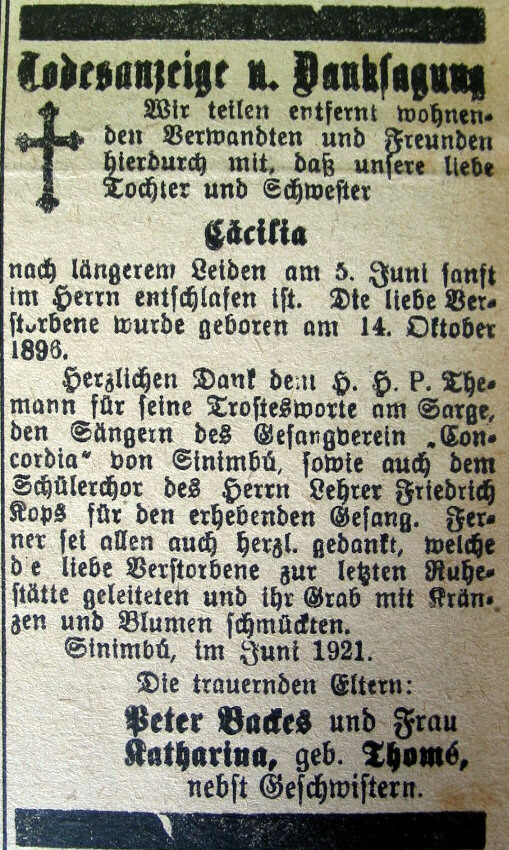 Todesanzeige u. Danksagung
Wir teilen entfernt wohnen-
den Verwandten und Freunden
hierdurch mit, daß unsere liebe
Tochter und Schwester
Cäcilia
nach längerem Leiden am 5. Juni sanft
im Herrn entschlafen ist. Die liebe Ver-
storbene wurde geboren am 14. Oktober
1896.
Herzlichen Dank dem H. H. P. The-
mann für seine Trostesworte am Sarge,
den Sängern des Gesangverein „Con-
cordia“ von Sinimbú, sowie auch dem
Schülerchor des Herrn Lehrer Friedrich
Kops für den erhebenden Gesang. Fer-
ner sei allen auch herzl. gedankt, welche
die liebe Verstorbene zur letzten Ruhe-
stätte geleiteten und ihr Grab mit Krän-
zen und Blumen schmückten.
Sinimbú, im Juni 1921.
Die trauernden Eltern:
Peter Backes und Frau
Katharina, geb. Thomé,
nebst Geschwistern.